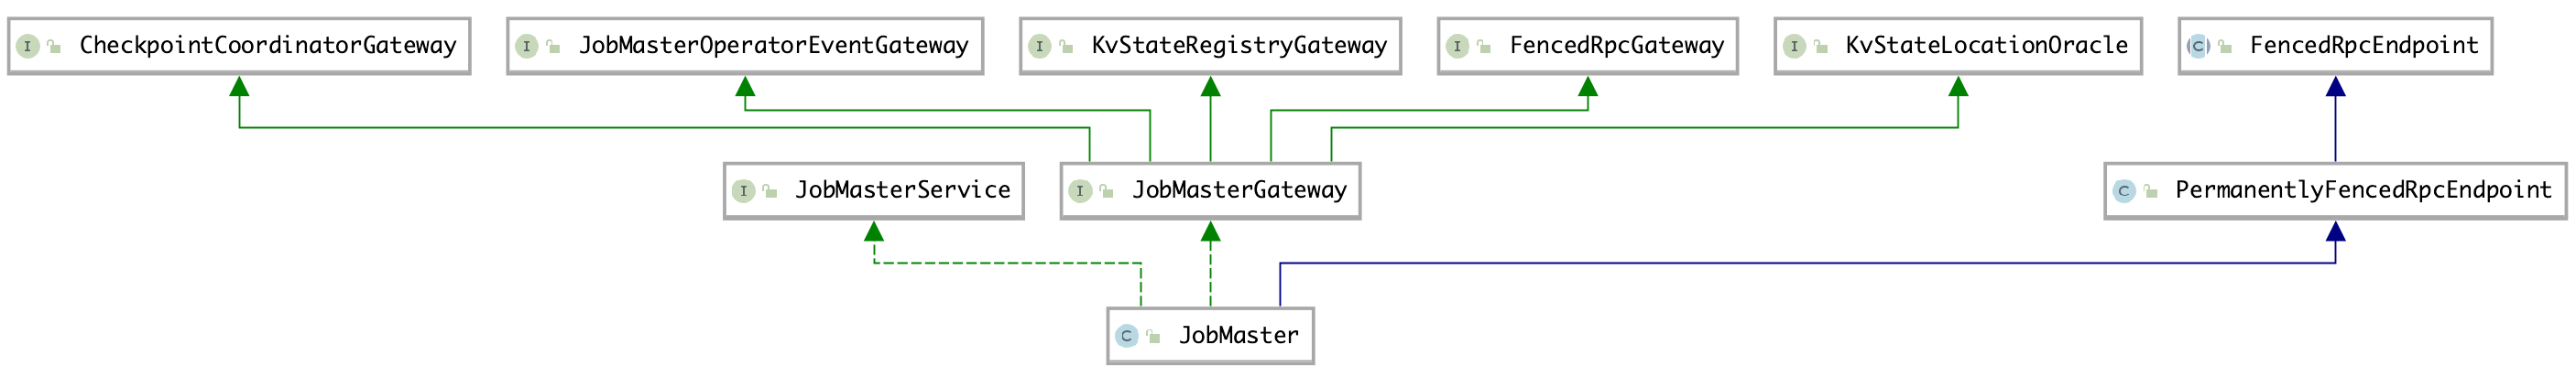 I CheckpointCoordinatorGateway
I JobMasterOperatorEventGateway
I KvStateRegistryGateway
I FencedRpcGateway
I KvStateLocationOracle
C FencedRpcEndpoint
I JobMasterService
I JobMasterGateway
C PermanentlyFencedRpcEndpoint
C JobMaster